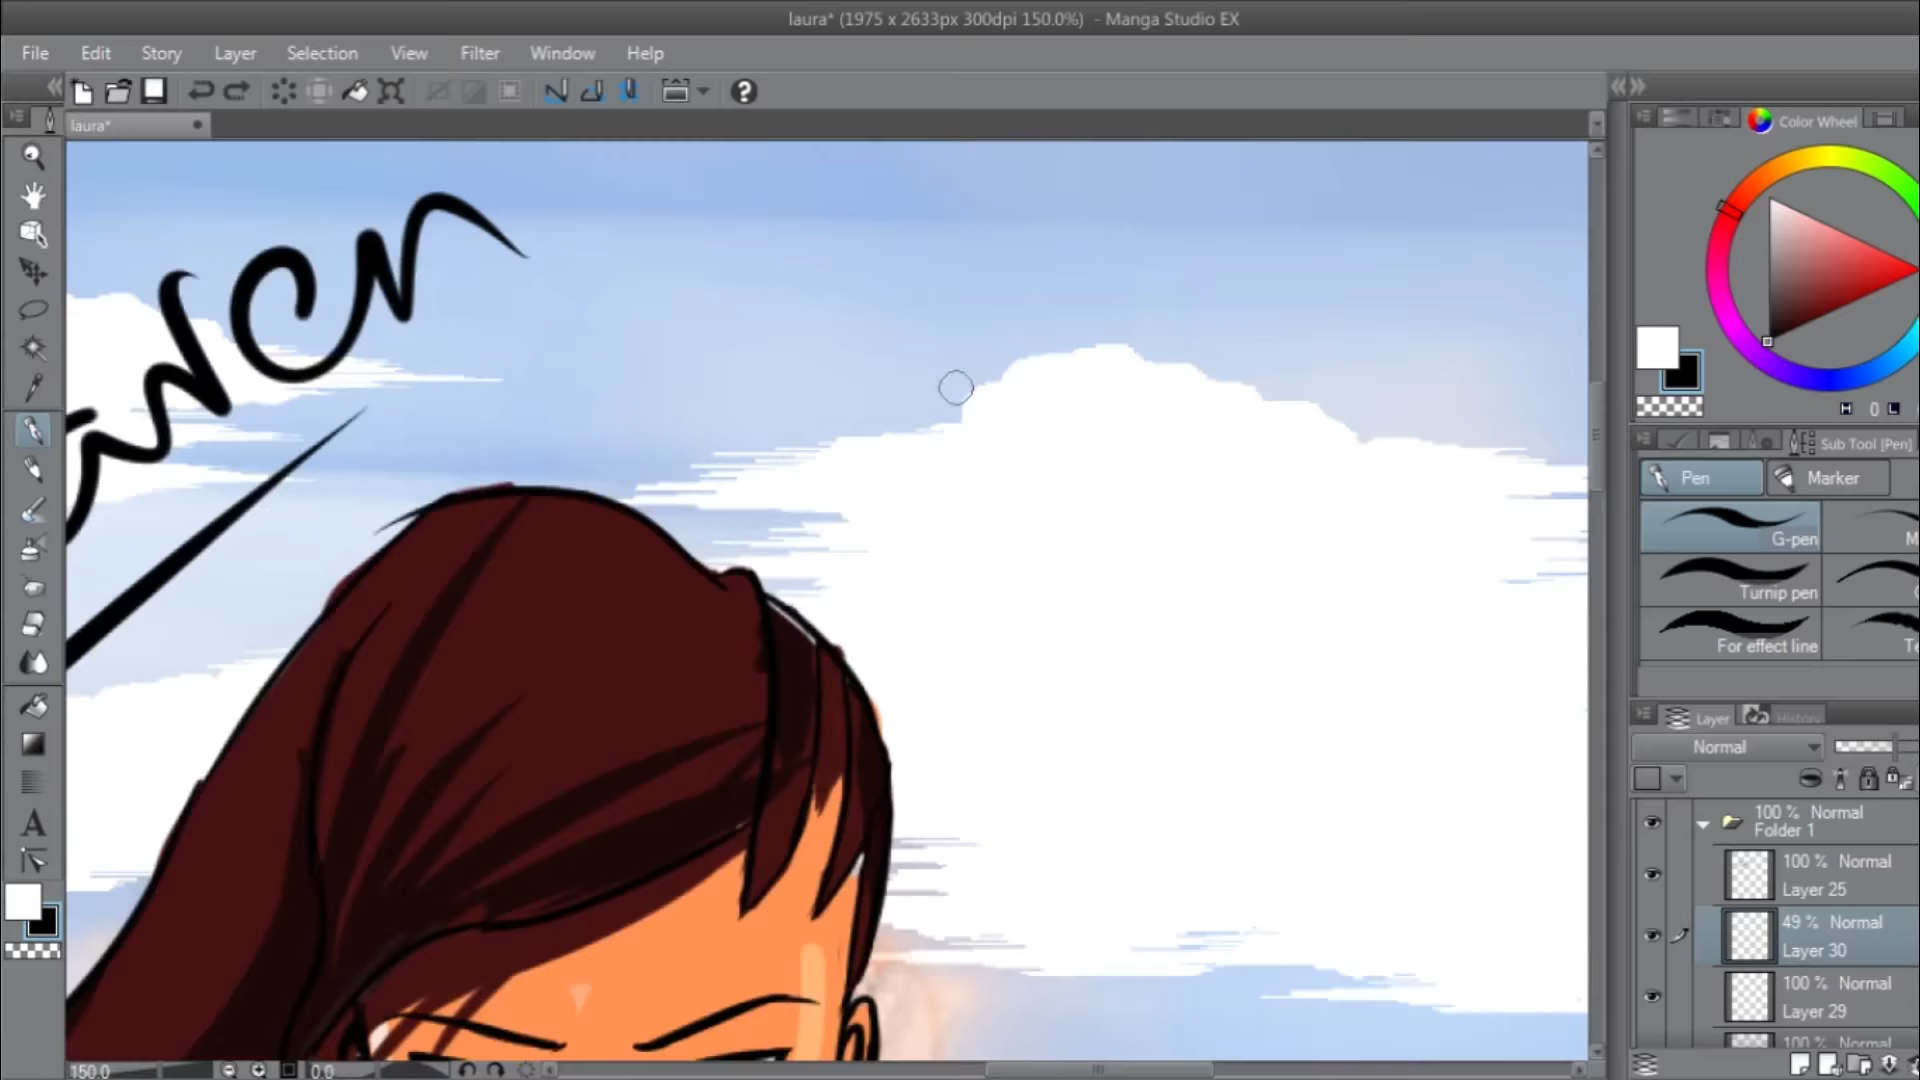 laura* (1975 x 2633px 300dpi 150.0%) - Manga Studio EX
File Edit Story Layer Selection View Filter Window Help
laura*
Color Wheel
H 0 L
Sub Tool [Pen]
Pen Marker
G-pen
Turnip pen
For effect line
Layer History
Normal
100 % Normal
Folder 1
100 % Normal
Layer 25
49 % Normal
Layer 30
100 % Normal
Layer 29
100 % Normal
150.0 0.0